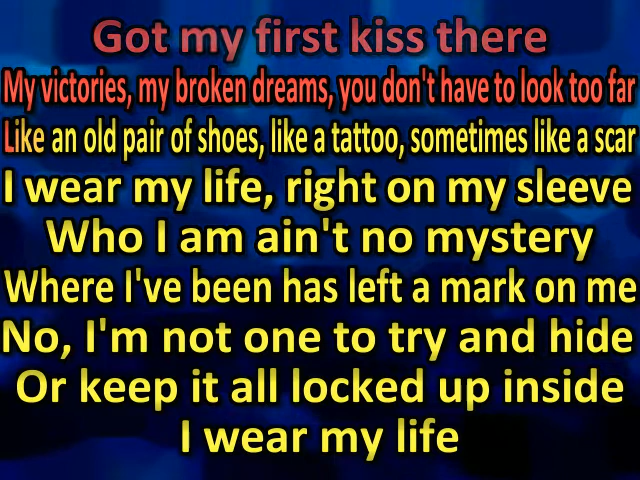 Got my first kiss there
My victories, my broken dreams, you don't have to look too far
Like an old pair of shoes, like a tattoo, sometimes like a scar
I wear my life, right on my sleeve
Who I am ain't no mystery
Where I've been has left a mark on me
No, I'm not one to try and hide
Or keep it all locked up inside
I wear my life